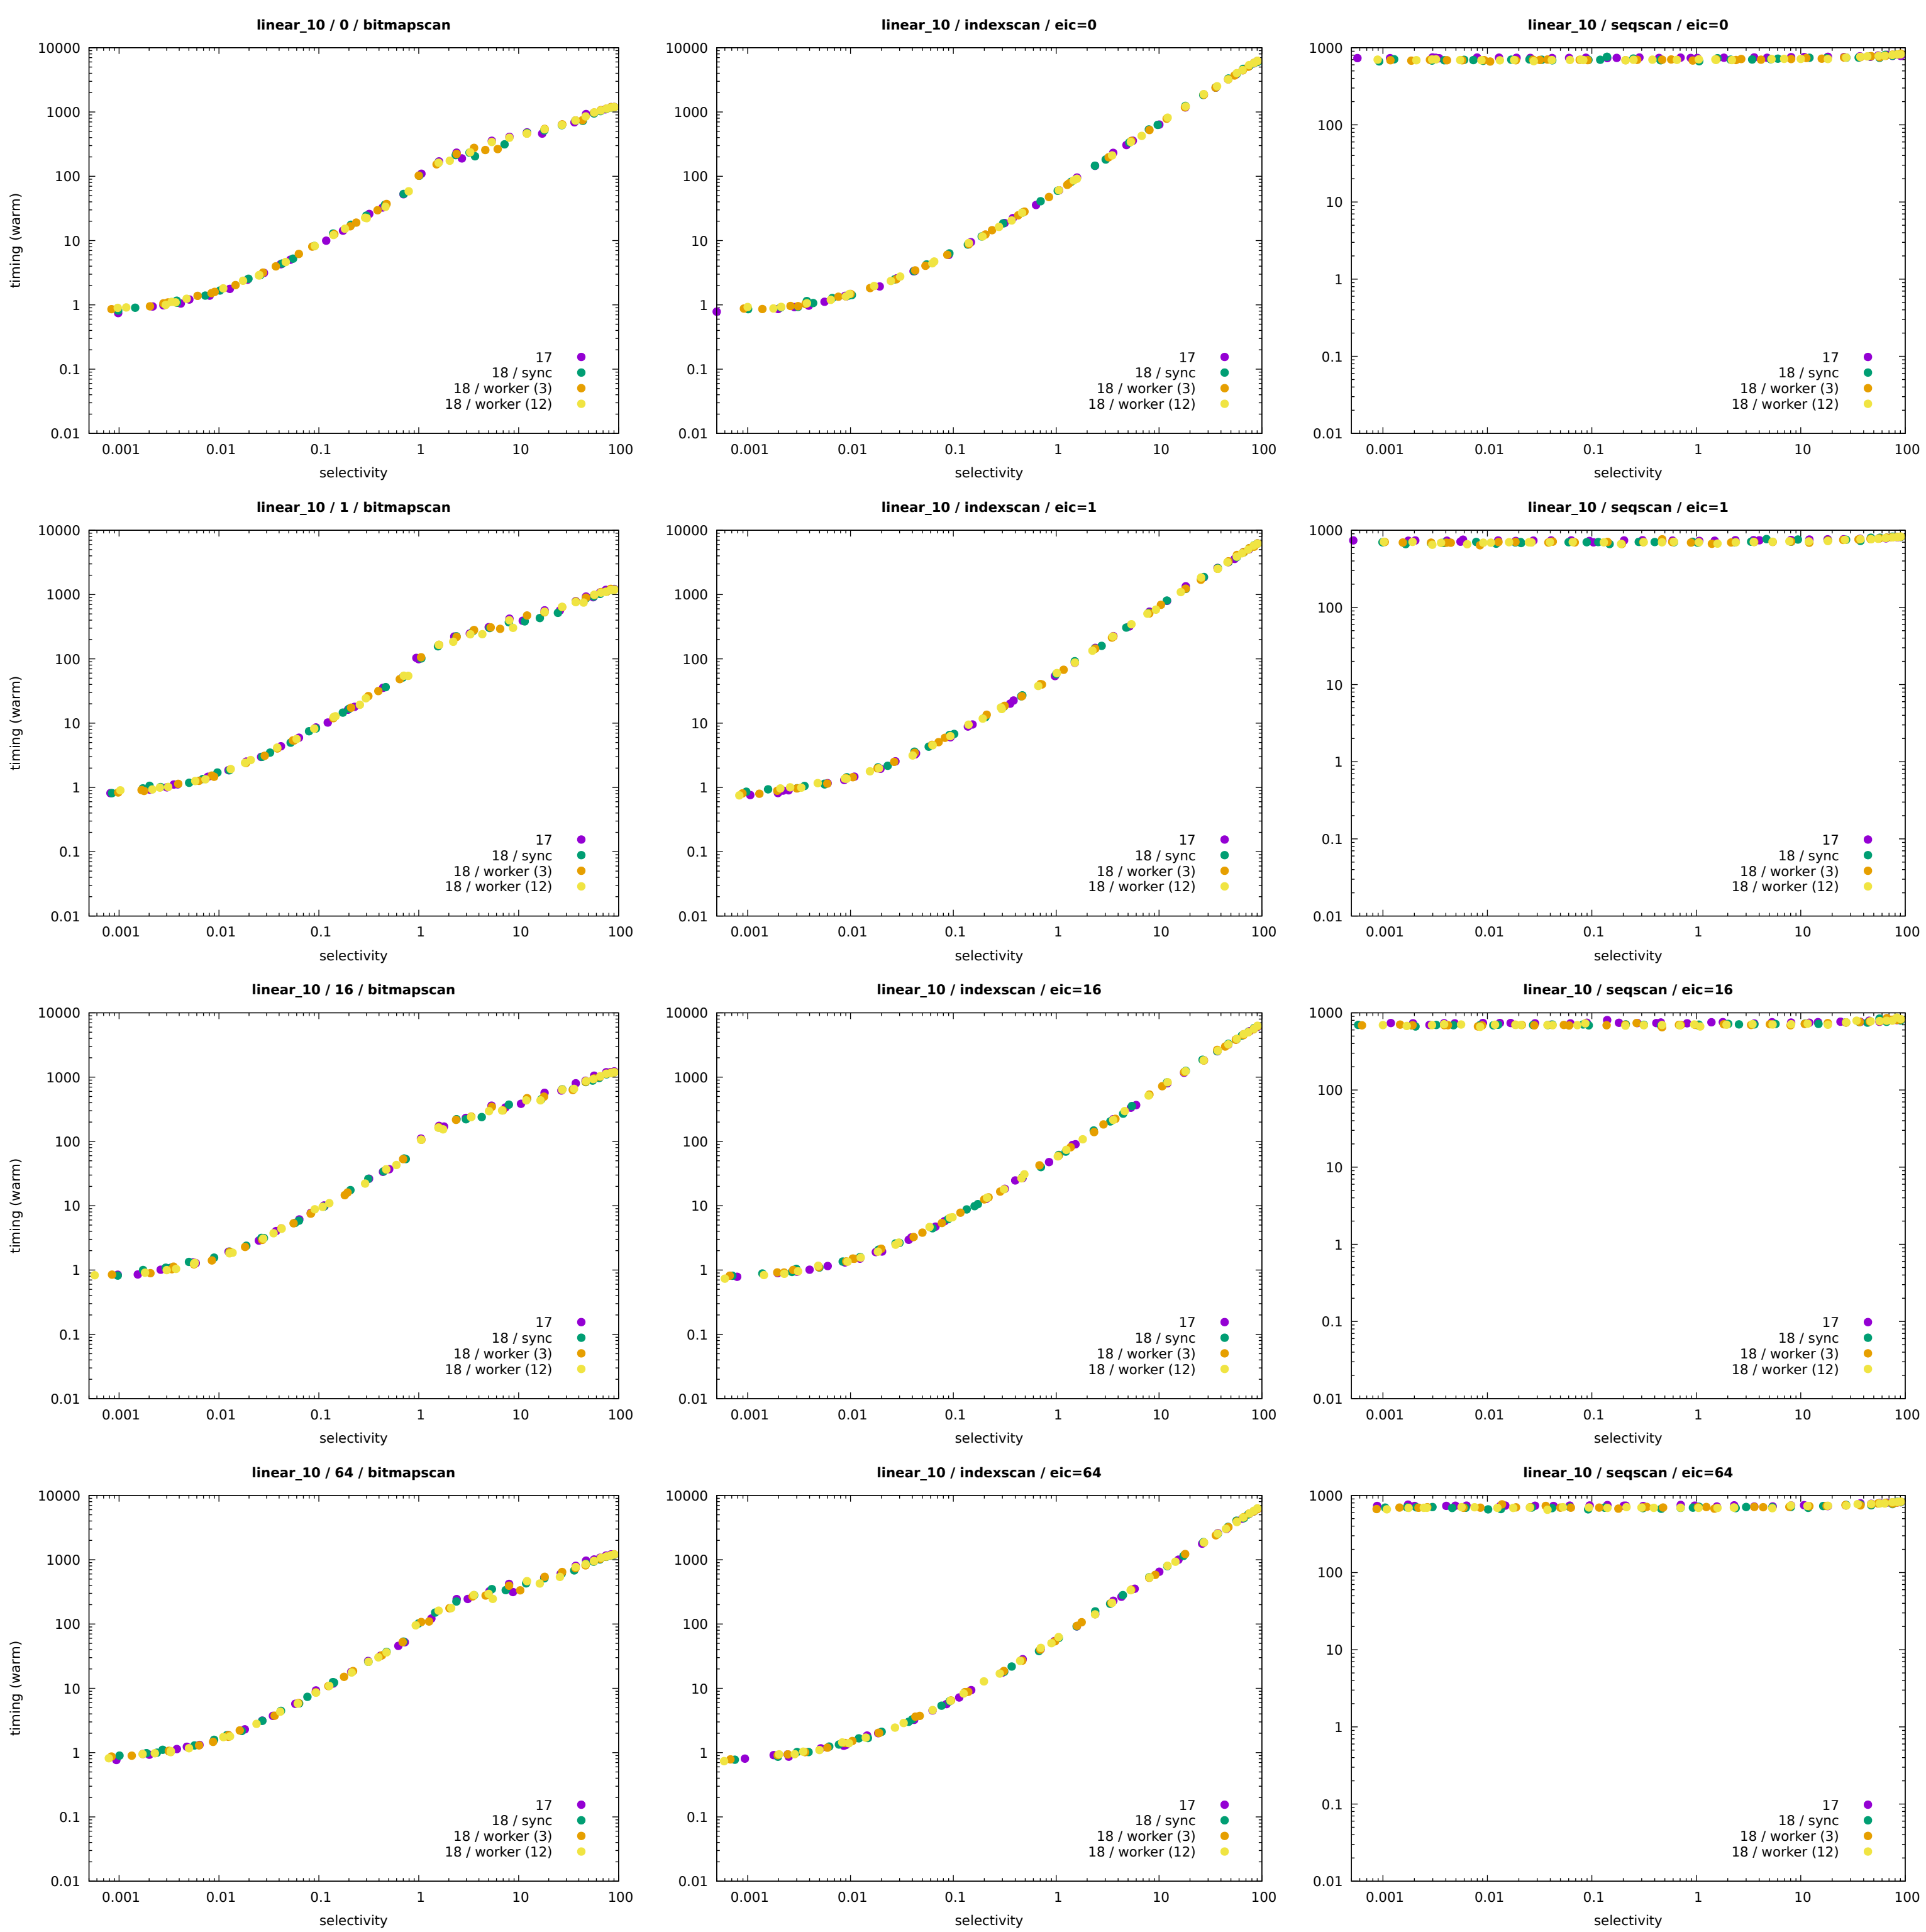 linear_10 / 0 / bitmapscan
10000
1000
100
10
1
0.1
0.01
timing (warm)
17
18 / sync
18 / worker (3)
18 / worker (12)
0.001 0.01 0.1 1 10 100
selectivity
linear_10 / indexscan / eic=0
10000
1000
100
10
1
0.1
0.01
17
18 / sync
18 / worker (3)
18 / worker (12)
0.001 0.01 0.1 1 10 100
selectivity
linear_10 / seqscan / eic=0
1000
100
10
1
0.1
0.01
17
18 / sync
18 / worker (3)
18 / worker (12)
0.001 0.01 0.1 1 10 100
selectivity
linear_10 / 1 / bitmapscan
10000
1000
100
10
1
0.1
0.01
timing (warm)
17
18 / sync
18 / worker (3)
18 / worker (12)
0.001 0.01 0.1 1 10 100
selectivity
linear_10 / indexscan / eic=1
10000
1000
100
10
1
0.1
0.01
17
18 / sync
18 / worker (3)
18 / worker (12)
0.001 0.01 0.1 1 10 100
selectivity
linear_10 / seqscan / eic=1
1000
100
10
1
0.1
0.01
17
18 / sync
18 / worker (3)
18 / worker (12)
0.001 0.01 0.1 1 10 100
selectivity
linear_10 / 16 / bitmapscan
10000
1000
100
10
1
0.1
0.01
timing (warm)
17
18 / sync
18 / worker (3)
18 / worker (12)
0.001 0.01 0.1 1 10 100
selectivity
linear_10 / indexscan / eic=16
10000
1000
100
10
1
0.1
0.01
17
18 / sync
18 / worker (3)
18 / worker (12)
0.001 0.01 0.1 1 10 100
selectivity
linear_10 / seqscan / eic=16
1000
100
10
1
0.1
0.01
17
18 / sync
18 / worker (3)
18 / worker (12)
0.001 0.01 0.1 1 10 100
selectivity
linear_10 / 64 / bitmapscan
10000
1000
100
10
1
0.1
0.01
timing (warm)
17
18 / sync
18 / worker (3)
18 / worker (12)
0.001 0.01 0.1 1 10 100
selectivity
linear_10 / indexscan / eic=64
10000
1000
100
10
1
0.1
0.01
17
18 / sync
18 / worker (3)
18 / worker (12)
0.001 0.01 0.1 1 10 100
selectivity
linear_10 / seqscan / eic=64
1000
100
10
1
0.1
0.01
17
18 / sync
18 / worker (3)
18 / worker (12)
0.001 0.01 0.1 1 10 100
selectivity